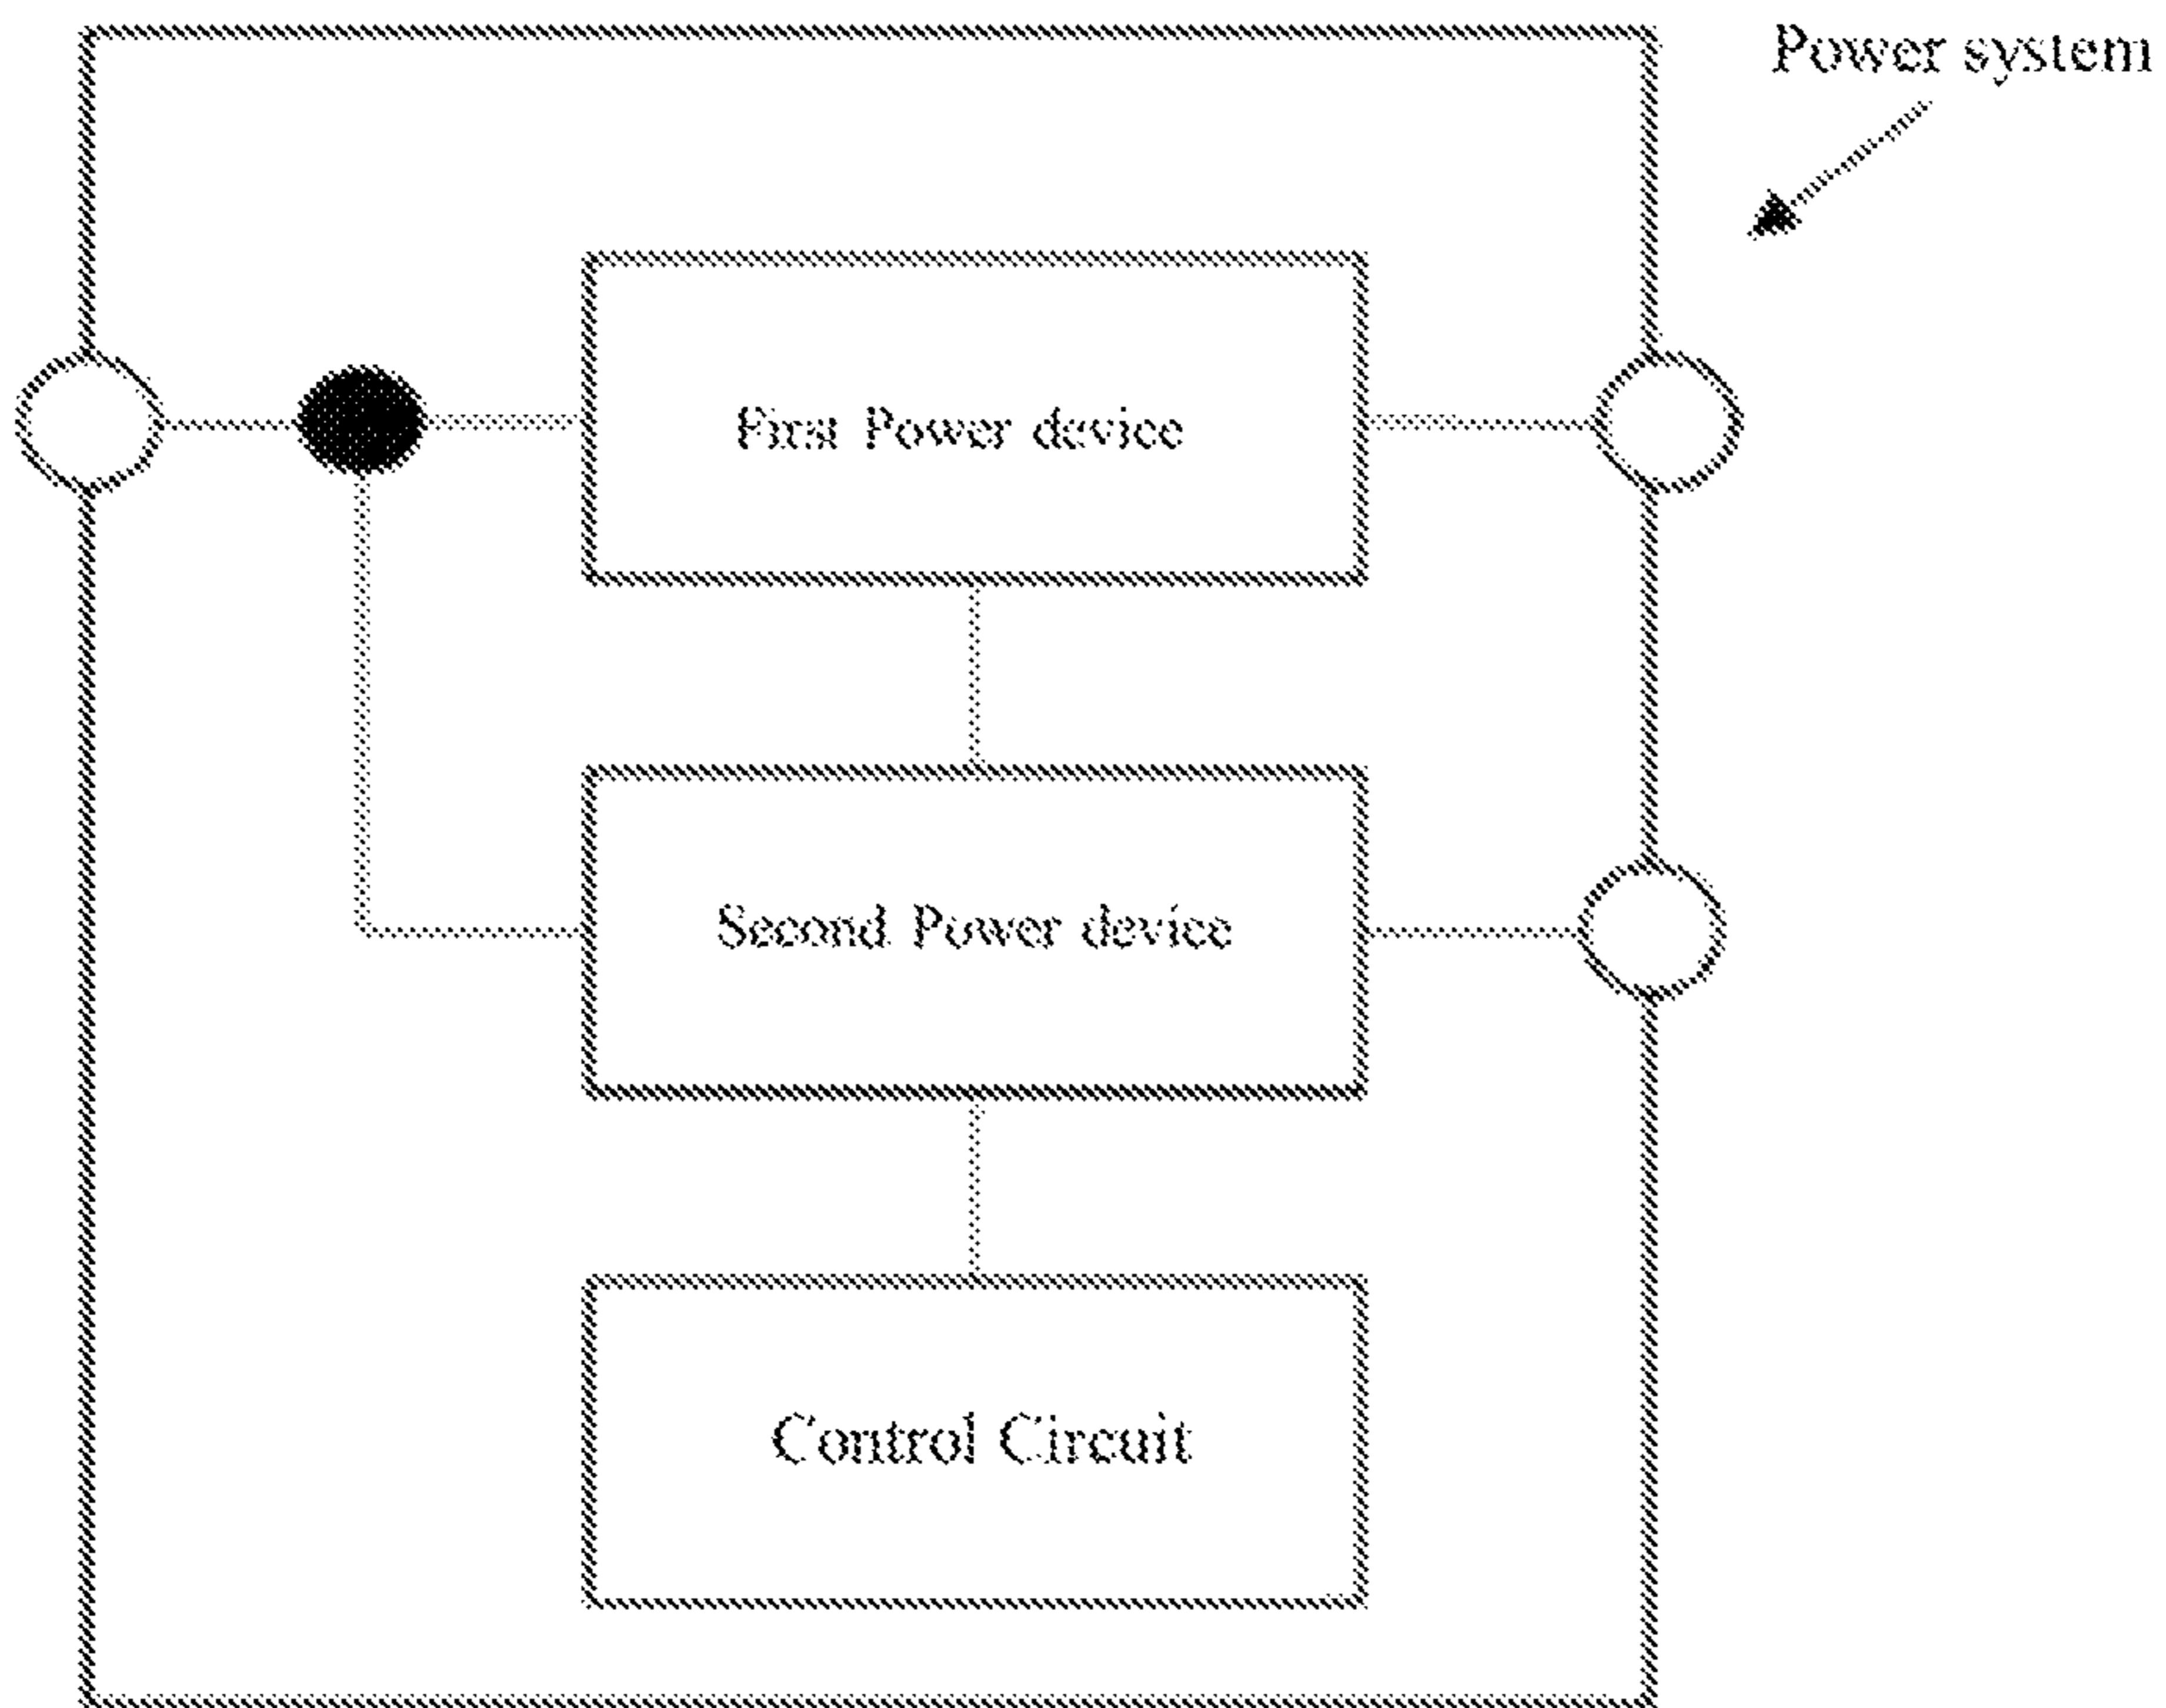 Power system
First Power device
Second Power device
Control Circuit